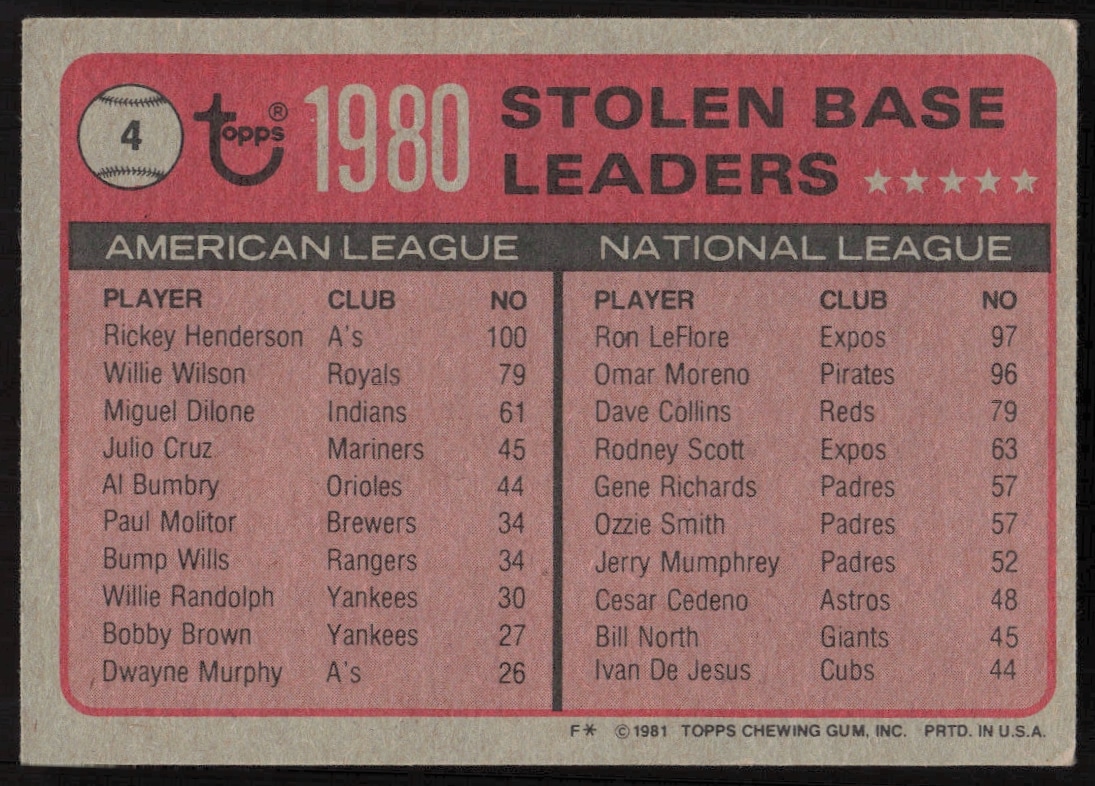 4 Topps® 1980 STOLEN BASE
LEADERS ★★★★★
AMERICAN LEAGUE
PLAYER CLUB NO
Rickey Henderson A's 100
Willie Wilson Royals 79
Miguel Dilone Indians 61
Julio Cruz Mariners 45
Al Bumbry Orioles 44
Paul Molitor Brewers 34
Bump Wills Rangers 34
Willie Randolph Yankees 30
Bobby Brown Yankees 27
Dwayne Murphy A's 26
NATIONAL LEAGUE
PLAYER CLUB NO
Ron LeFlore Expos 97
Omar Moreno Pirates 96
Dave Collins Reds 79
Rodney Scott Expos 63
Gene Richards Padres 57
Ozzie Smith Padres 57
Jerry Mumphrey Padres 52
Cesar Cedeno Astros 48
Bill North Giants 45
Ivan De Jesus Cubs 44
F* ©1981 TOPPS CHEWING GUM, INC. PRTD. IN U.S.A.